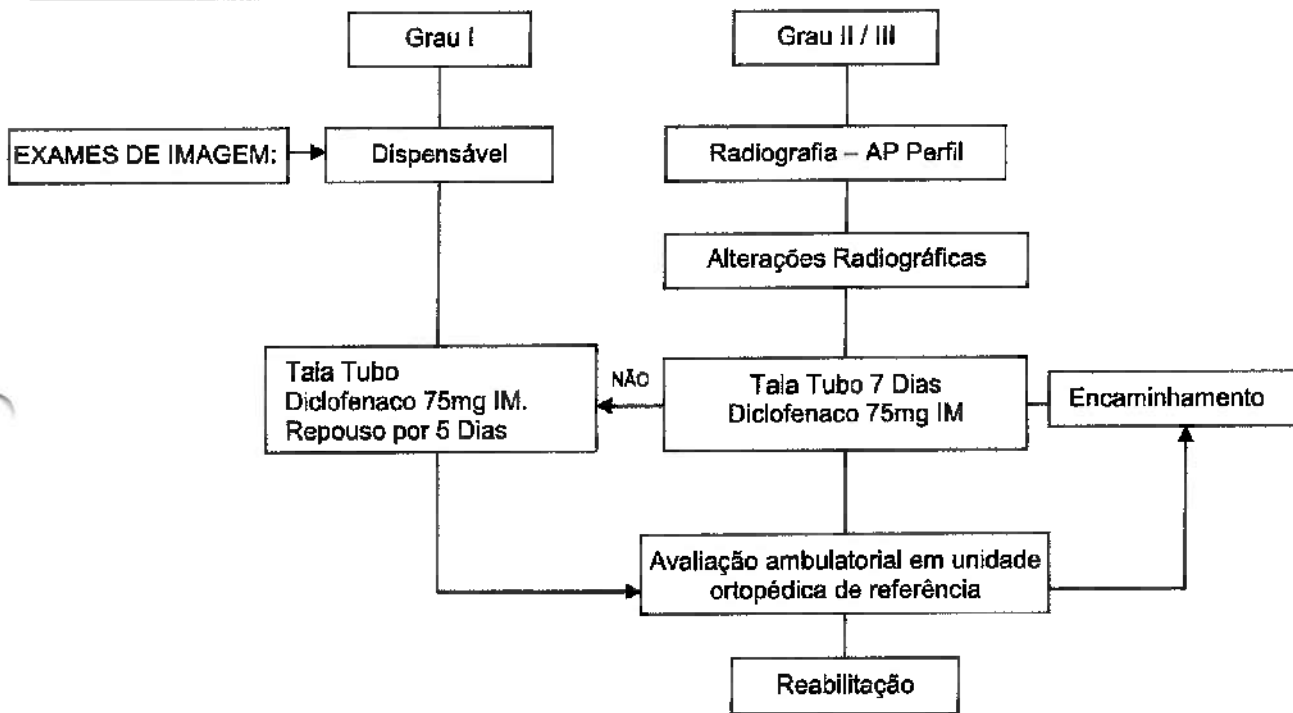 Grau I
Grau II / III
EXAMES DE IMAGEM:
Dispensável
Radiografia – AP Perfil
Alterações Radiográficas
Tala Tubo
Diclofenaco 75mg IM.
Repouso por 5 Dias
NÃO
Tala Tubo 7 Dias
Diclofenaco 75mg IM
Encaminhamento
Avaliação ambulatorial em unidade
ortopédica de referência
Reabilitação